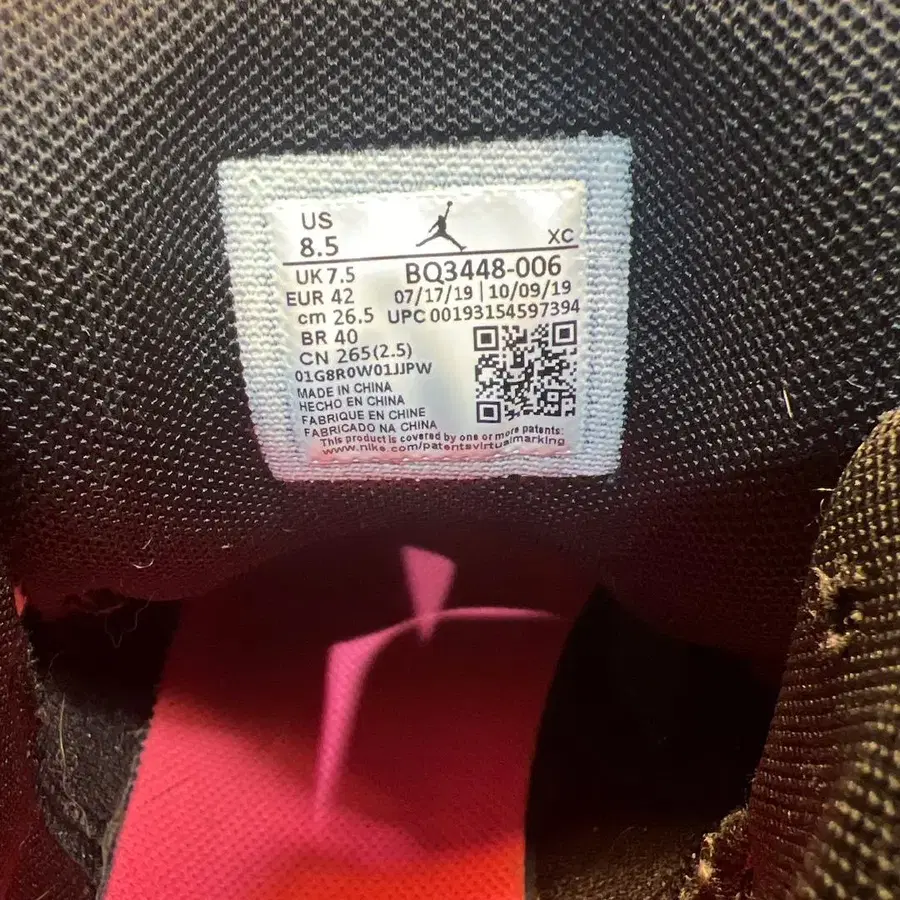 US
8.5
XC
UK 7.5 BQ3448-006
EUR 42 07/17/19 | 10/09/19
cm 26.5 UPC 00193154597394
BR 40
CN 265(2.5)
01G8R0W01JJPW
MADE IN CHINA
HECHO EN CHINA
FABRIQUE EN CHINE
FABRICADO NA CHINA
This product is covered by one or more patents:
www.nike.com/patentsvirtualmarking